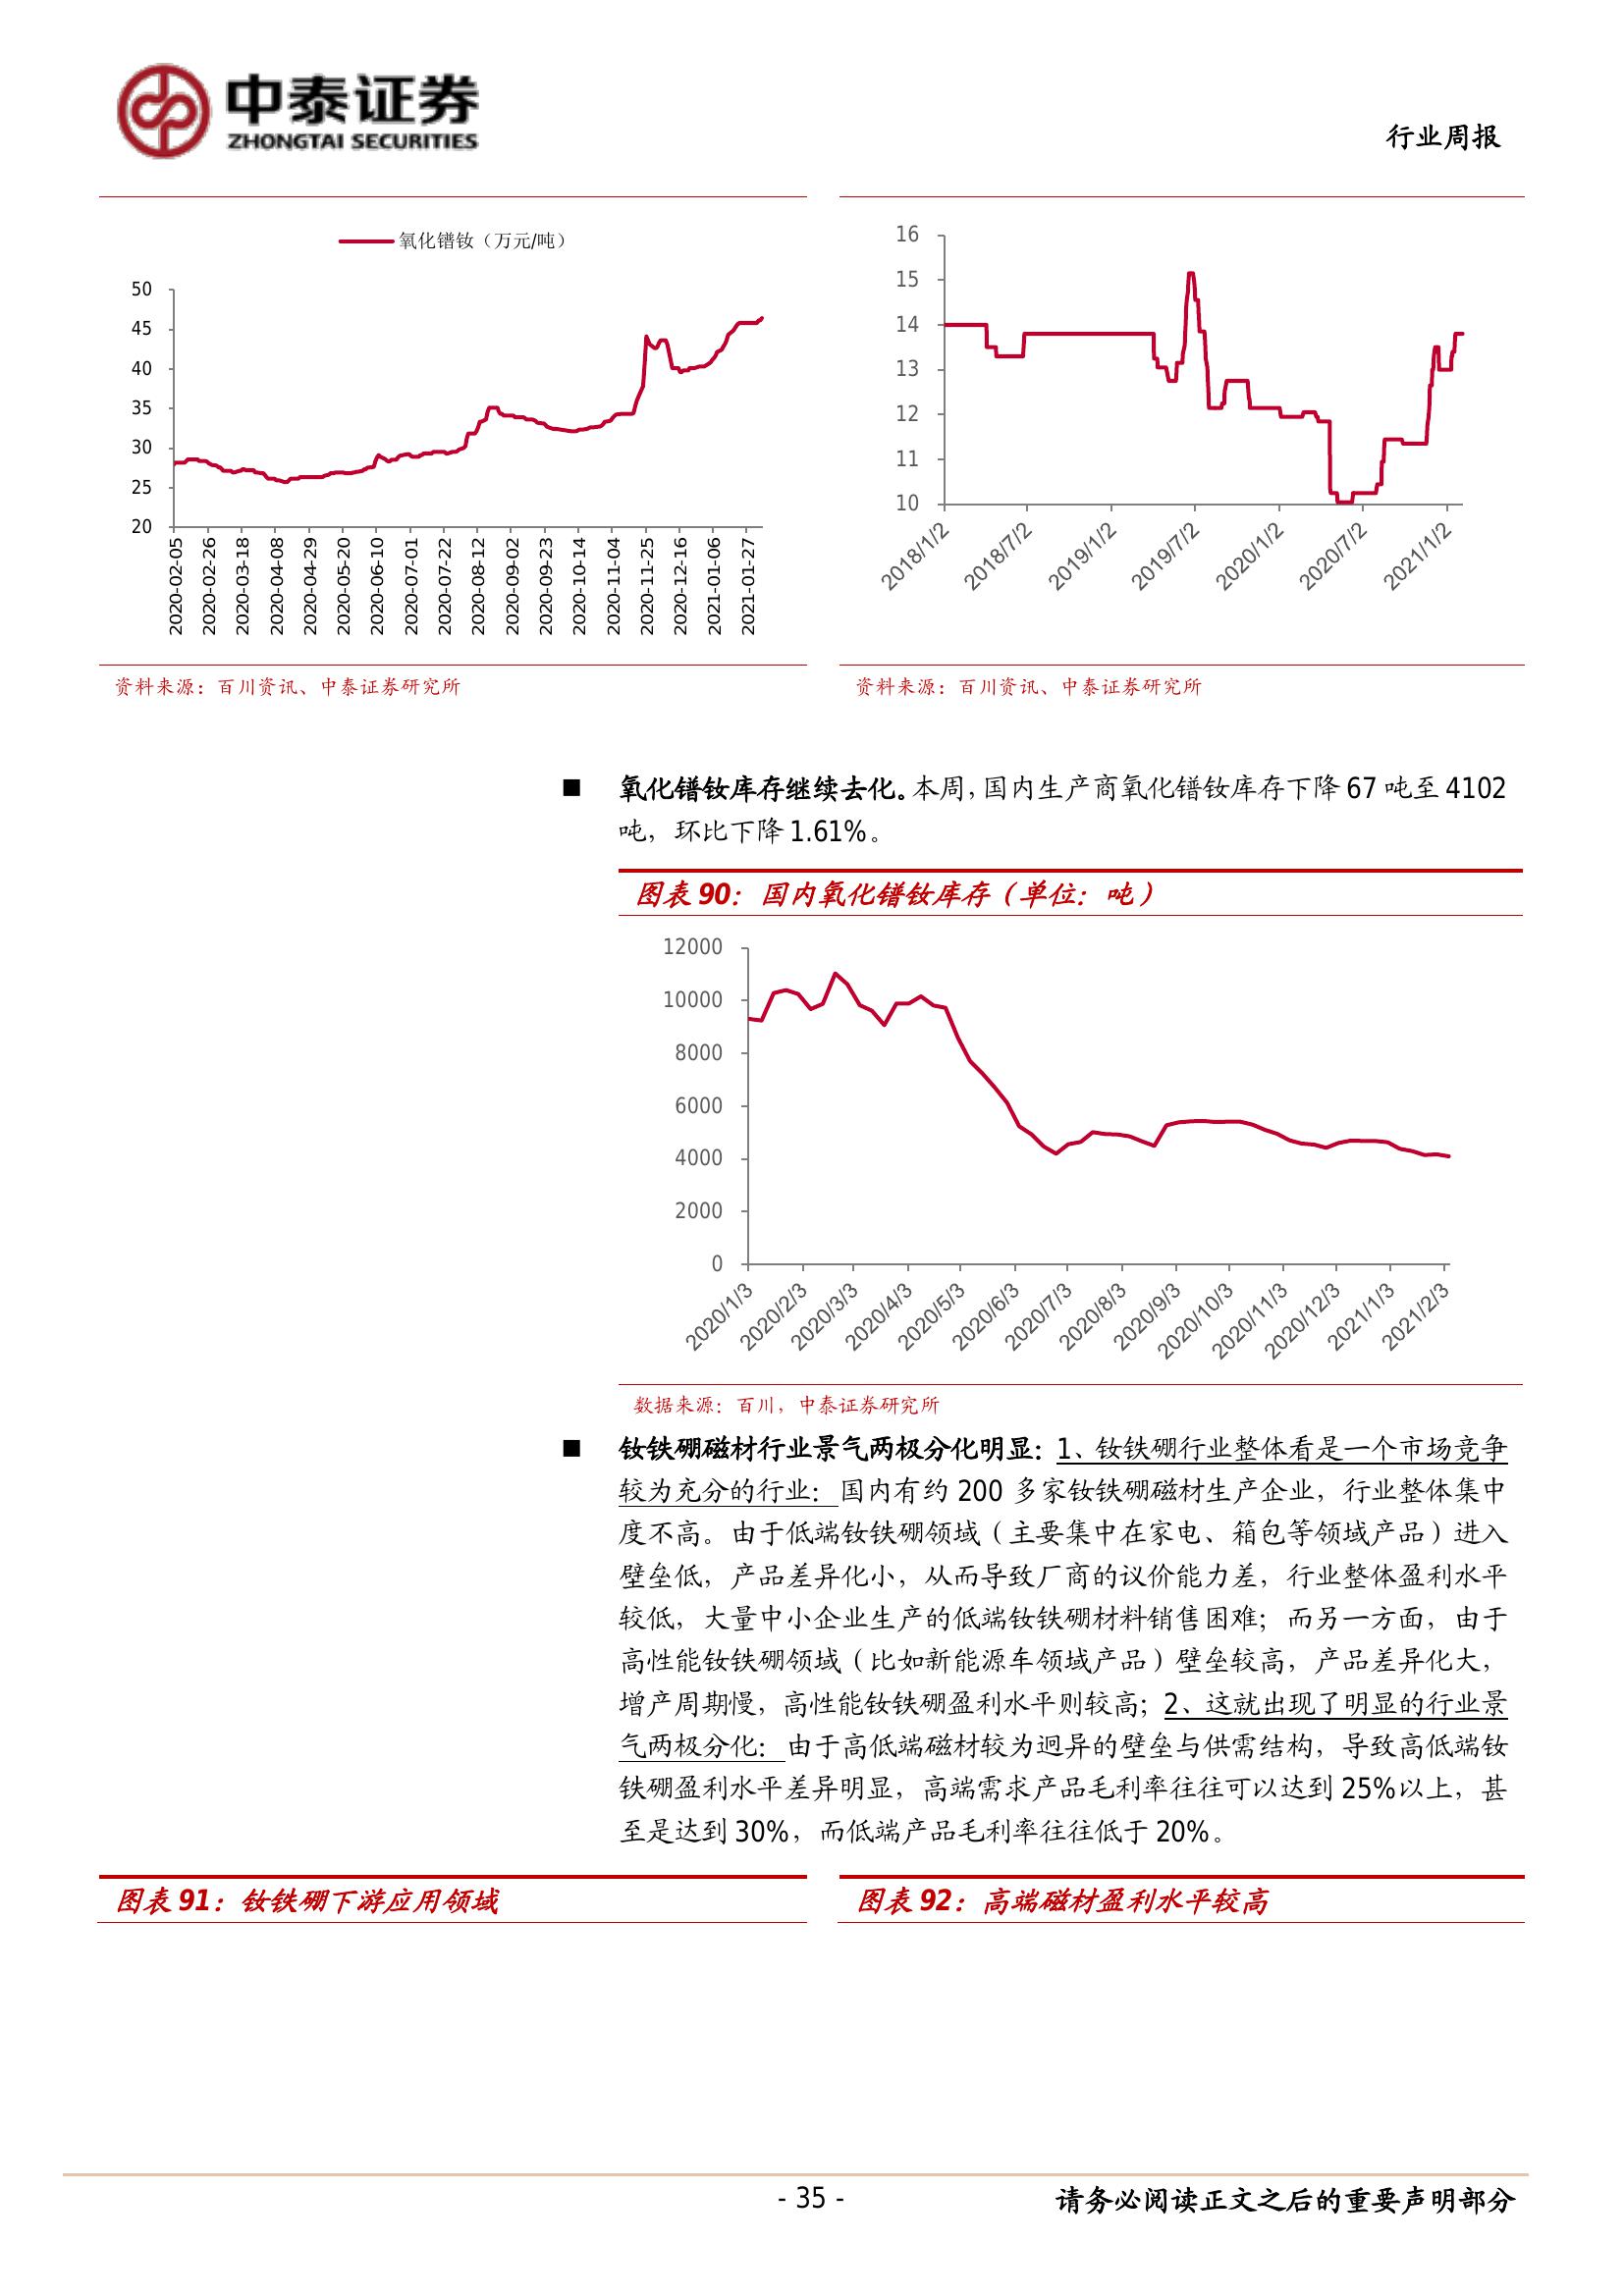 中泰证券
ZHONGTAI SECURITIES
行业周报
氧化镨钕（万元/吨）
50
45
40
35
30
25
20
2020-02-05
2020-02-26
2020-03-18
2020-04-08
2020-04-29
2020-05-20
2020-06-10
2020-07-01
2020-07-22
2020-08-12
2020-09-02
2020-09-23
2020-10-14
2020-11-04
2020-11-25
2020-12-16
2021-01-06
2021-01-27
16
15
14
13
12
11
10
2018/1/2
2018/7/2
2019/1/2
2019/7/2
2020/1/2
2020/7/2
2021/1/2
资料来源：百川资讯、中泰证券研究所
资料来源：百川资讯、中泰证券研究所
■ 氧化镨钕库存继续去化。本周，国内生产商氧化镨钕库存下降 67 吨至 4102
吨，环比下降 1.61%。
图表 90：国内氧化镨钕库存（单位：吨）
12000
10000
8000
6000
4000
2000
0
2020/1/3
2020/2/3
2020/3/3
2020/4/3
2020/5/3
2020/6/3
2020/7/3
2020/8/3
2020/9/3
2020/10/3
2020/11/3
2020/12/3
2021/1/3
2021/2/3
数据来源：百川，中泰证券研究所
■ 钕铁硼磁材行业景气两极分化明显：1、钕铁硼行业整体看是一个市场竞争
较为充分的行业：国内有约 200 多家钕铁硼磁材生产企业，行业整体集中
度不高。由于低端钕铁硼领域（主要集中在家电、箱包等领域产品）进入
壁垒低，产品差异化小，从而导致厂商的议价能力差，行业整体盈利水平
较低，大量中小企业生产的低端钕铁硼材料销售困难；而另一方面，由于
高性能钕铁硼领域（比如新能源车领域产品）壁垒较高，产品差异化大，
增产周期慢，高性能钕铁硼盈利水平则较高；2、这就出现了明显的行业景
气两极分化：由于高低端磁材较为迥异的壁垒与供需结构，导致高低端钕
铁硼盈利水平差异明显，高端需求产品毛利率往往可以达到 25%以上，甚
至是达到 30%，而低端产品毛利率往往低于 20%。
图表 91：钕铁硼下游应用领域
图表 92：高端磁材盈利水平较高
- 35 -
请务必阅读正文之后的重要声明部分